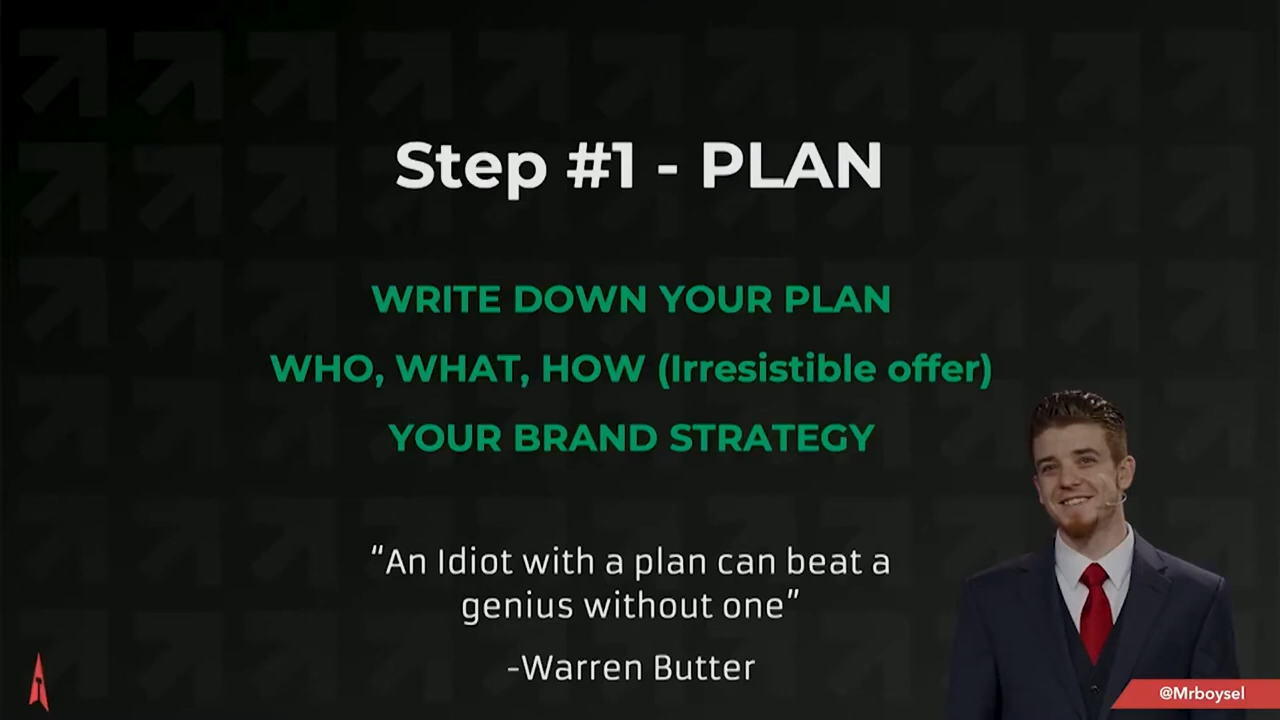 Step #1 - PLAN
WRITE DOWN YOUR PLAN
WHO, WHAT, HOW (Irresistible offer)
YOUR BRAND STRATEGY
“An Idiot with a plan can beat a
genius without one”
-Warren Butter
@Mrboysel